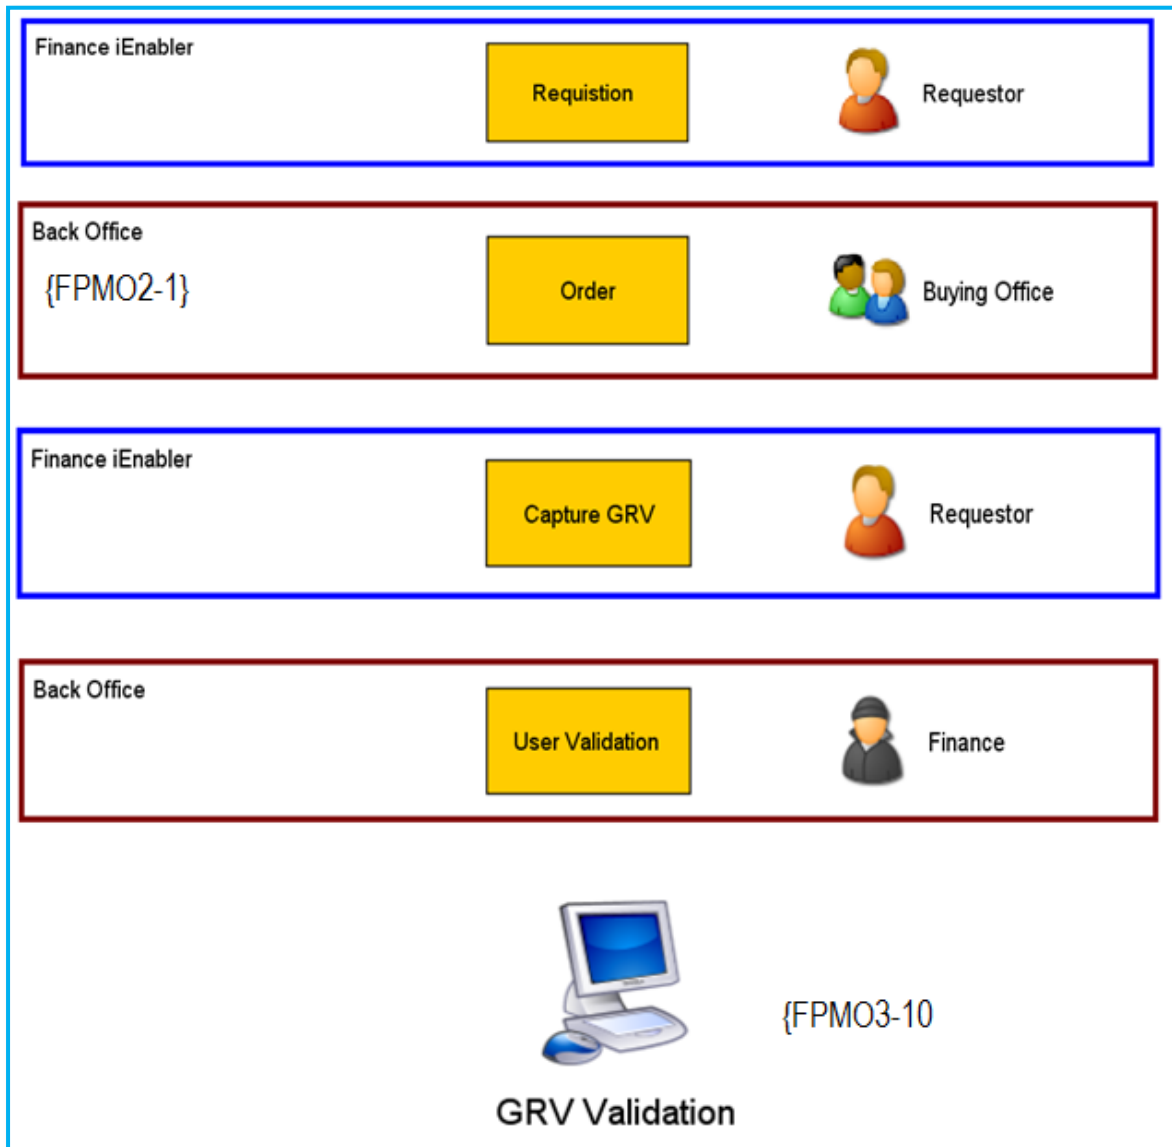 Finance iEnabler
Requistion
Requestor
Back Office
{FPMO2-1}
Order
Buying Office
Finance iEnabler
Capture GRV
Requestor
Back Office
User Validation
Finance
{FPMO3-10
GRV Validation